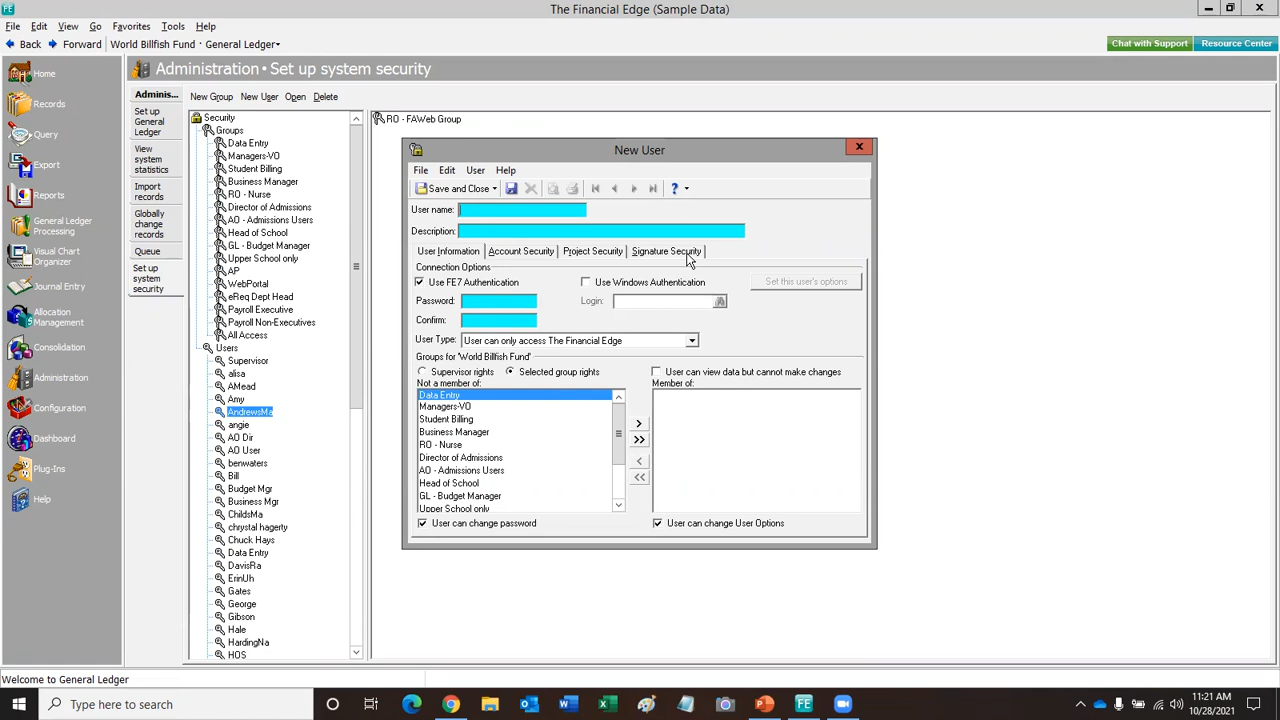 The Financial Edge (Sample Data)
File Edit View Go Favorites Tools Help
Back Forward World Billfish Fund · General Ledger
Chat with Support Resource Center
Home
Records
Query
Export
Reports
General Ledger
Processing
Visual Chart
Organizer
Journal Entry
Allocation
Management
Consolidation
Administration
Configuration
Dashboard
Plug-Ins
Help
Administration • Set up system security
Adminis...
Set up
General
Ledger
View
system
statistics
Import
records
Globally
change
records
Queue
Set up
system
security
New Group New User Open Delete
Security
Groups
Data Entry
Managers-VO
Student Billing
Business Manager
RO - Nurse
Director of Admissions
AO - Admissions Users
Head of School
GL - Budget Manager
Upper School only
AP
WebPortal
eReq Dept Head
Payroll Executive
Payroll Non-Executives
All Access
Users
Supervisor
alisa
AMead
Amy
AndrewsMa
angie
AO Dir
AO User
benwaters
Bill
Budget Mgr
Business Mgr
ChildsMa
chrystal hagerty
Chuck Hays
Data Entry
DavisRa
ErinUh
Gates
George
Gibson
Hale
HardingNa
HOS
RO - FAWeb Group
New User
File Edit User Help
Save and Close
User name:
Description:
User Information Account Security Project Security Signature Security
Connection Options
Use FE7 Authentication Use Windows Authentication Set this user's options
Password: Login:
Confirm:
User Type: User can only access The Financial Edge
Groups for 'World Billfish Fund'
Supervisor rights Selected group rights User can view data but cannot make changes
Not a member of: Member of:
Data Entry
Managers-VO
Student Billing
Business Manager
RO - Nurse
Director of Admissions
AO - Admissions Users
Head of School
GL - Budget Manager
Upper School only
User can change password User can change User Options
Welcome to General Ledger
Type here to search
11:21 AM
10/28/2021